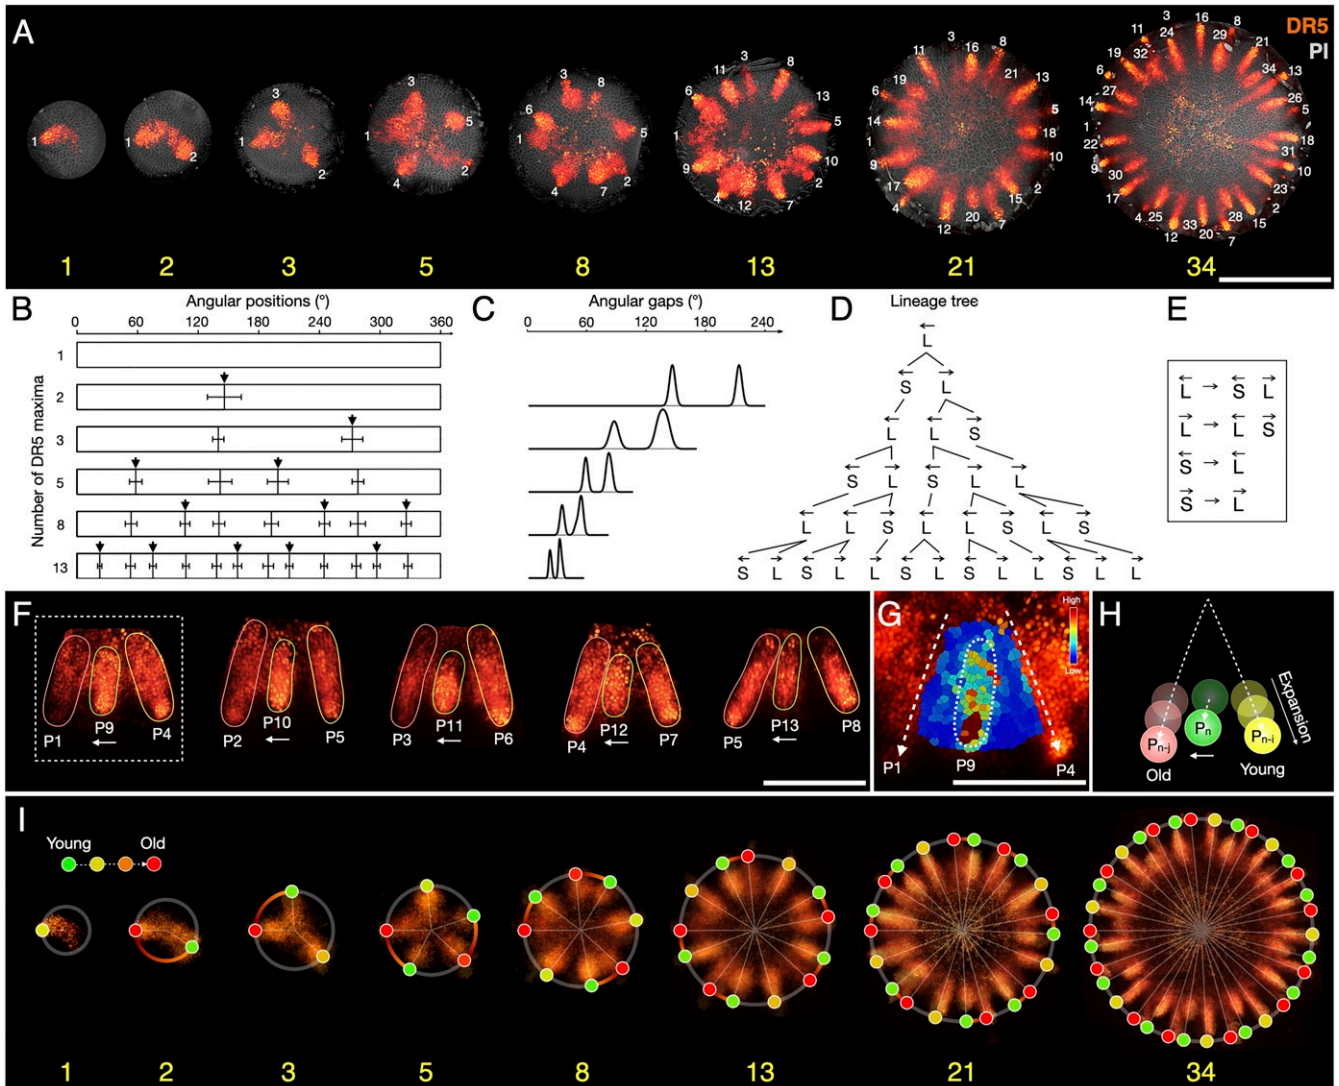 A
DR5
PI
1
1
2
3
1
2
3
1
5
4
2
3
8
6
1
5
4
7
2
11
3
8
6
13
1
5
9
10
4
12
7
2
3
11
16
8
19
21
13
6
5
14
18
1
10
9
17
2
4
15
12
20
7
3
16
8
11
24
29
21
19
32
34
13
6
27
26
14
5
1
18
22
31
9
10
30
23
17
2
4
25
33
28
15
12
20
7
1
2
3
5
8
13
21
34
B
Angular positions (°)
0 60 120 180 240 300 360
Number of DR5 maxima
1
2
3
5
8
13
C
Angular gaps (°)
0 60 120 180 240
D
Lineage tree
L
S L
L L S
S L S L L
L L S L L S L S
S L S L L S L S L L S L L
E
L → S L
L → L S
S → L
S → L
F
P1 P9 P4
P2 P10 P5
P3 P11 P6
P4 P12 P7
P5 P13 P8
G
High
Low
P1 P9 P4
H
Expansion
Pn-j
Pn
Pn-i
Old
Young
I
Young Old
1
2
3
5
8
13
21
34